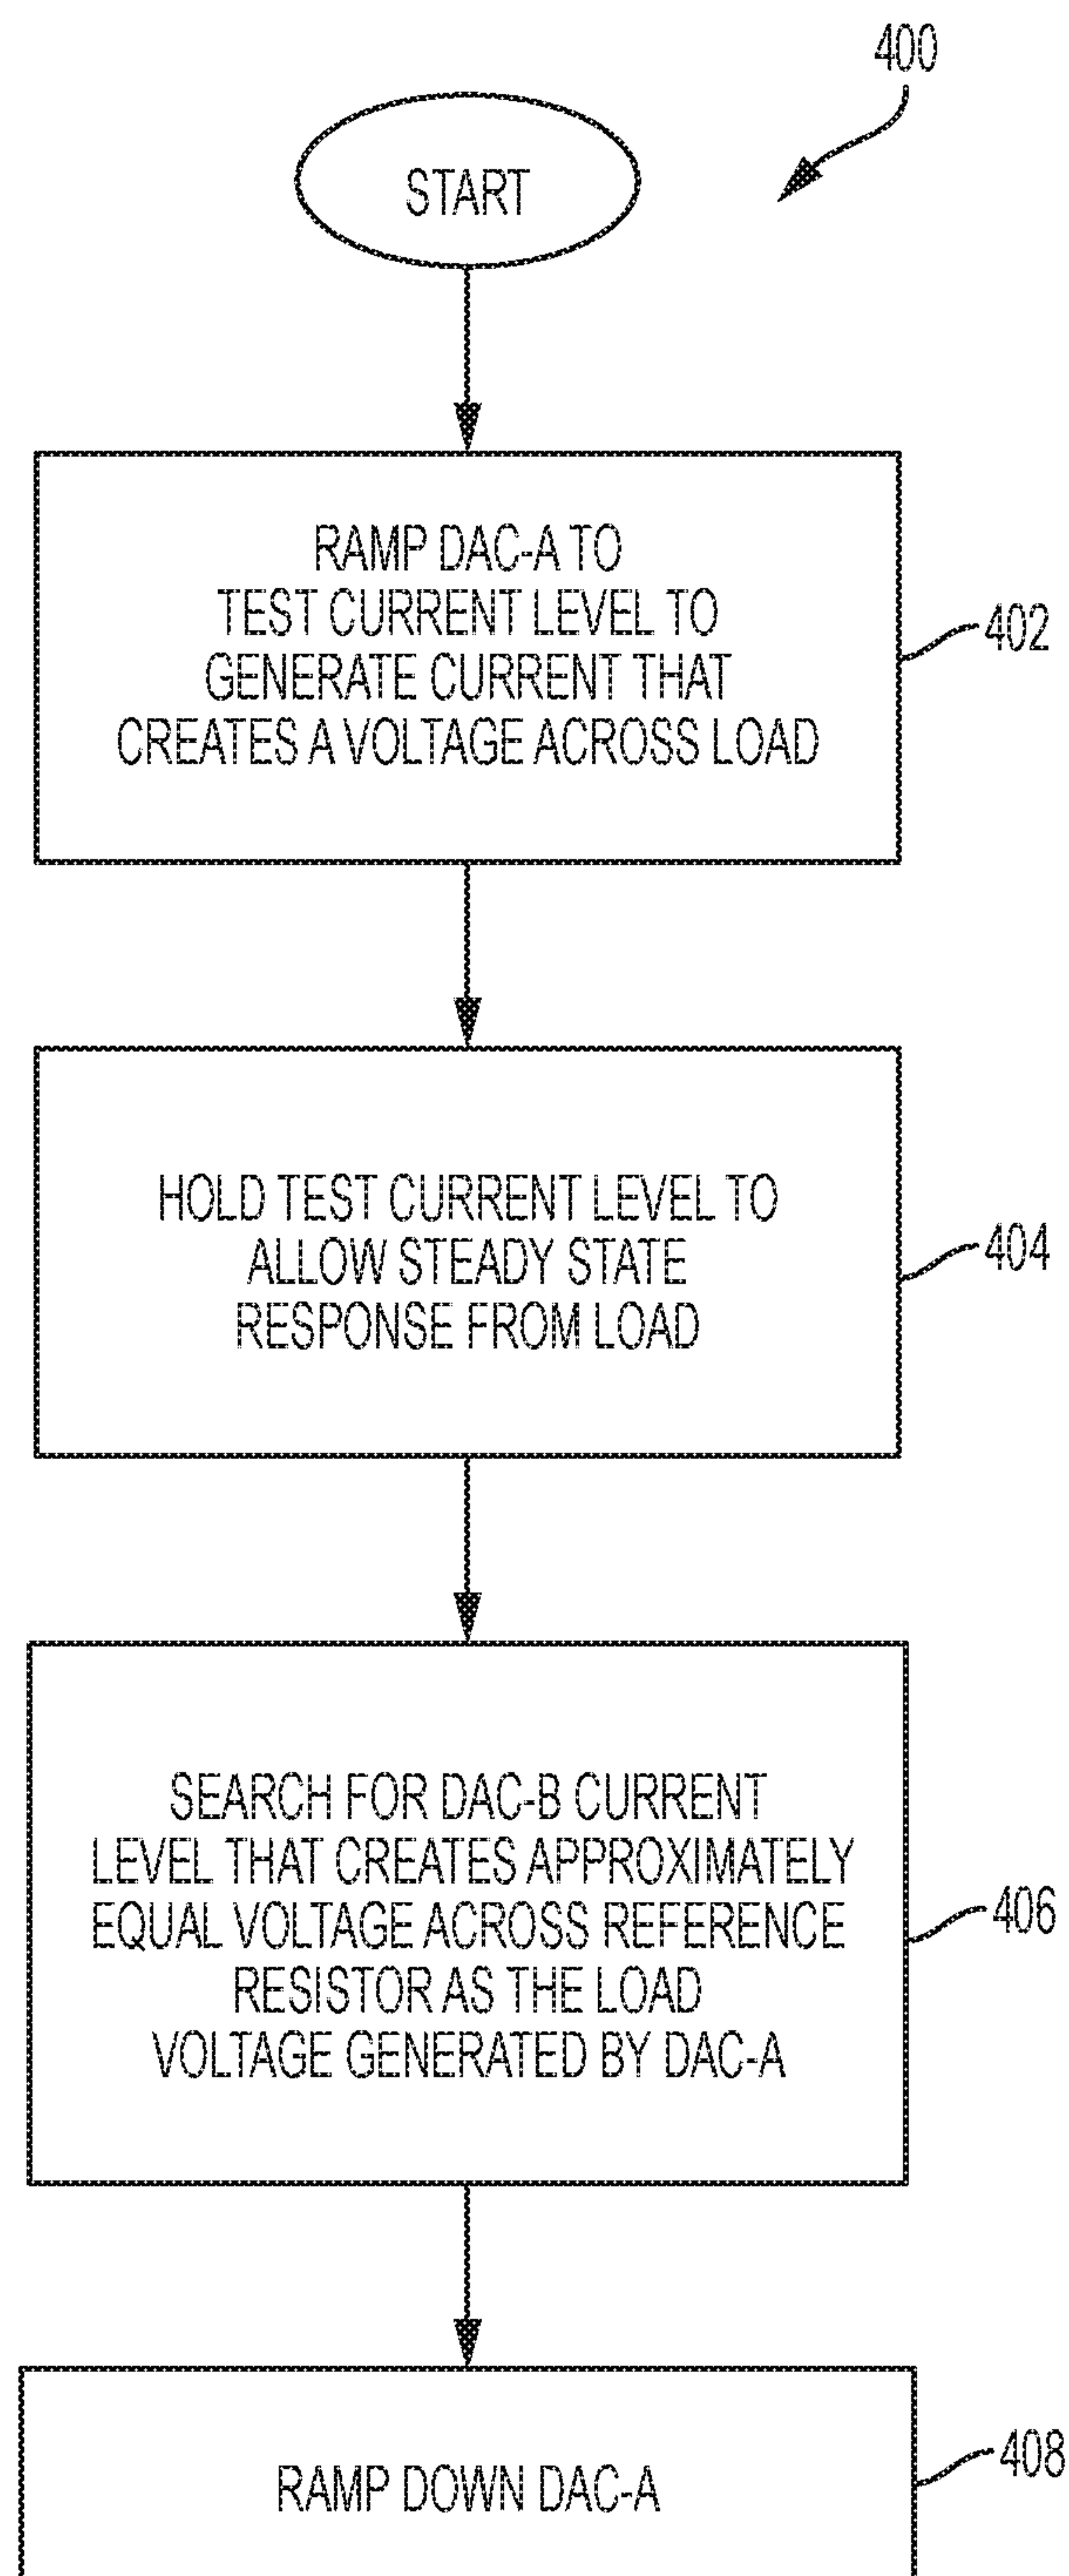 400
START
RAMP DAC-A TO
TEST CURRENT LEVEL TO
GENERATE CURRENT THAT
CREATES A VOLTAGE ACROSS LOAD
402
HOLD TEST CURRENT LEVEL TO
ALLOW STEADY STATE
RESPONSE FROM LOAD
404
SEARCH FOR DAC-B CURRENT
LEVEL THAT CREATES APPROXIMATELY
EQUAL VOLTAGE ACROSS REFERENCE
RESISTOR AS THE LOAD
VOLTAGE GENERATED BY DAC-A
406
RAMP DOWN DAC-A
408